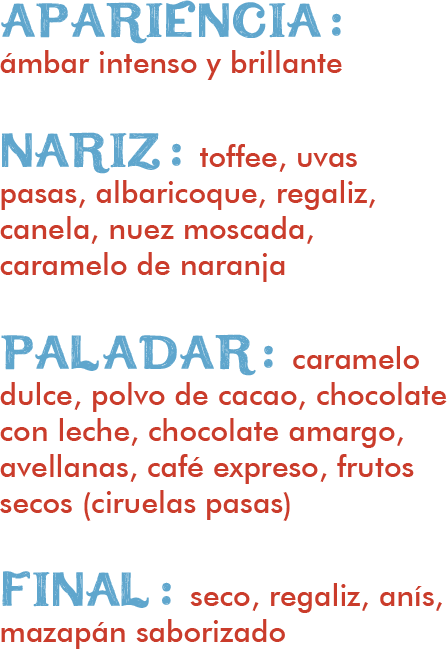 APARIENCIA:
ámbar intenso y brillante
NARIZ: toffee, uvas
pasas, albaricoque, regaliz,
canela, nuez moscada,
caramelo de naranja
PALADAR: caramelo
dulce, polvo de cacao, chocolate
con leche, chocolate amargo,
avellanas, café expreso, frutos
secos (ciruelas pasas)
FINAL: seco, regaliz, anís,
mazapán saborizado